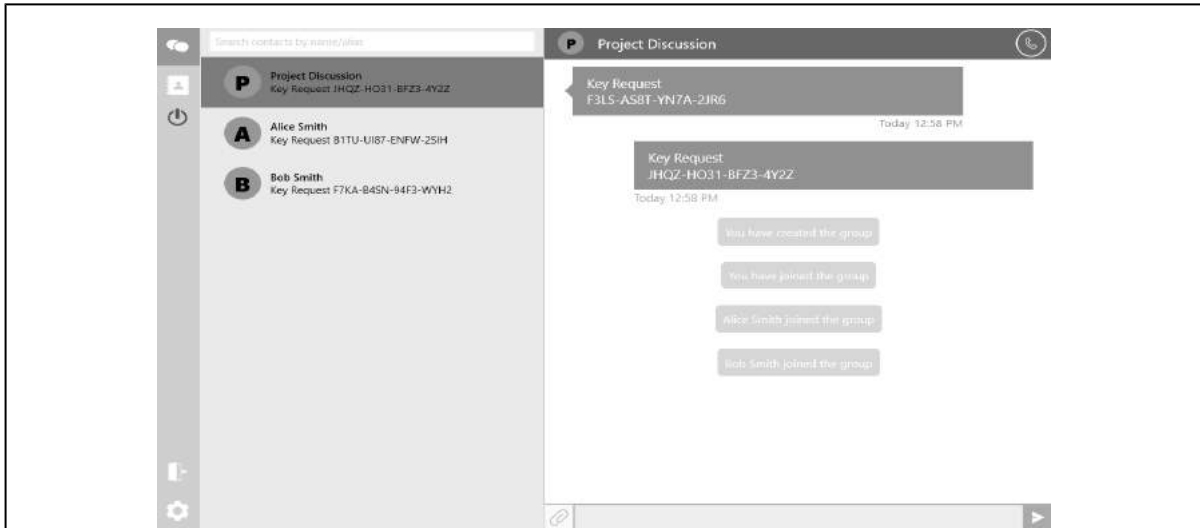 Search contacts by name/alias
P
Project Discussion
Key Request JHQZ-HO31-BFZ3-4Y2Z
A
Alice Smith
Key Request B1TU-UI87-ENFW-2SIH
B
Bob Smith
Key Request F7KA-B4SN-94F3-WYH2
P
Project Discussion
Key Request
F3LS-AS8T-YN7A-2JR6
Today 12:58 PM
Key Request
JHQZ-HO31-BFZ3-4Y2Z
Today 12:58 PM
You have created the group
You have joined the group
Alice Smith joined the group
Bob Smith joined the group